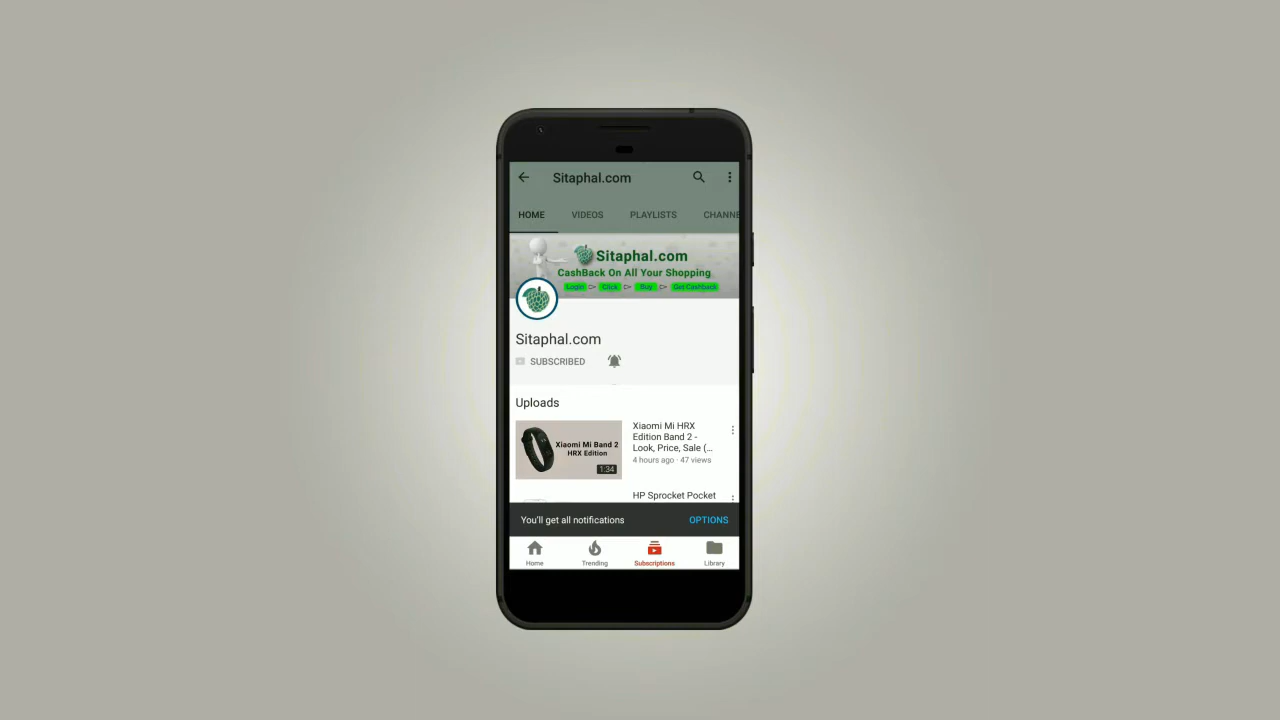 Sitaphal.com
HOME VIDEOS PLAYLISTS CHANNE
Sitaphal.com
CashBack On All Your Shopping
Login Click Buy Get Cashback
Sitaphal.com
SUBSCRIBED
Uploads
Xiaomi Mi Band 2
HRX Edition
1:34
Xiaomi Mi HRX
Edition Band 2 -
Look, Price, Sale (...
4 hours ago · 47 views
HP Sprocket Pocket
You'll get all notifications OPTIONS
Home Trending Subscriptions Library